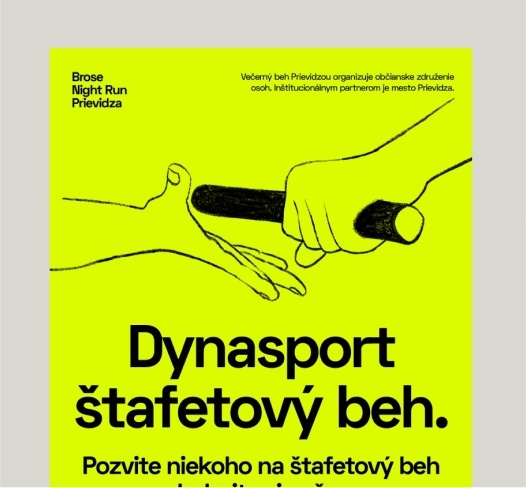 Brose
Night Run
Prievidza
Večerný beh Prievidzou organizuje občianske združenie
osoh. Inštitucionálnym partnerom je mesto Prievidza.
Dynasport
štafetový beh.
Pozvite niekoho na štafetový beh